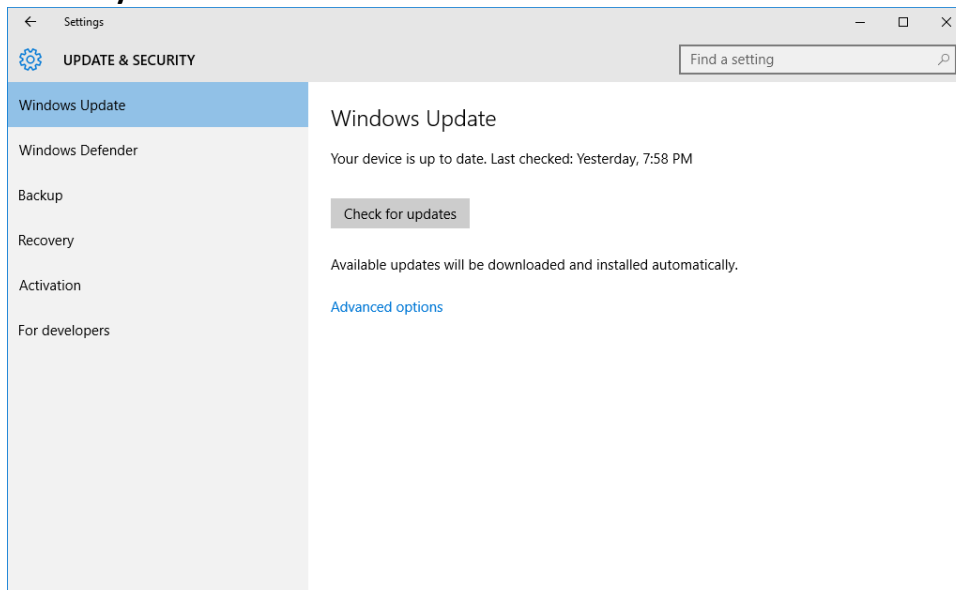 Settings
UPDATE & SECURITY
Find a setting
Windows Update
Windows Defender
Backup
Recovery
Activation
For developers
Windows Update
Your device is up to date. Last checked: Yesterday, 7:58 PM
Check for updates
Available updates will be downloaded and installed automatically.
Advanced options